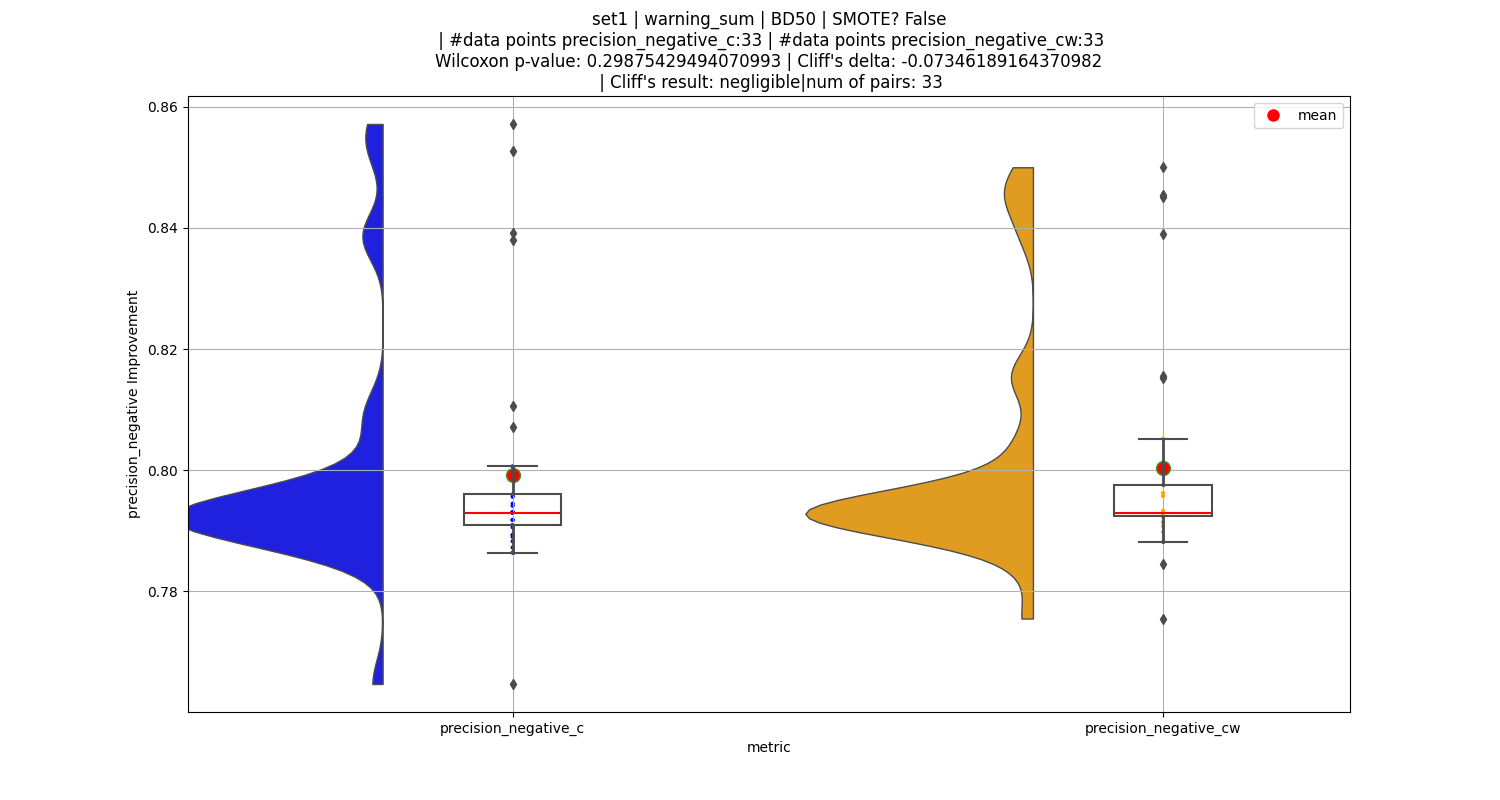 set1 | warning_sum | BD50 | SMOTE? False
| #data points precision_negative_c:33 | #data points precision_negative_cw:33
Wilcoxon p-value: 0.29875429494070993 | Cliff's delta: -0.07346189164370982
| Cliff's result: negligible|num of pairs: 33
mean
precision_negative Improvement
0.86
0.84
0.82
0.80
0.78
precision_negative_c
precision_negative_cw
metric